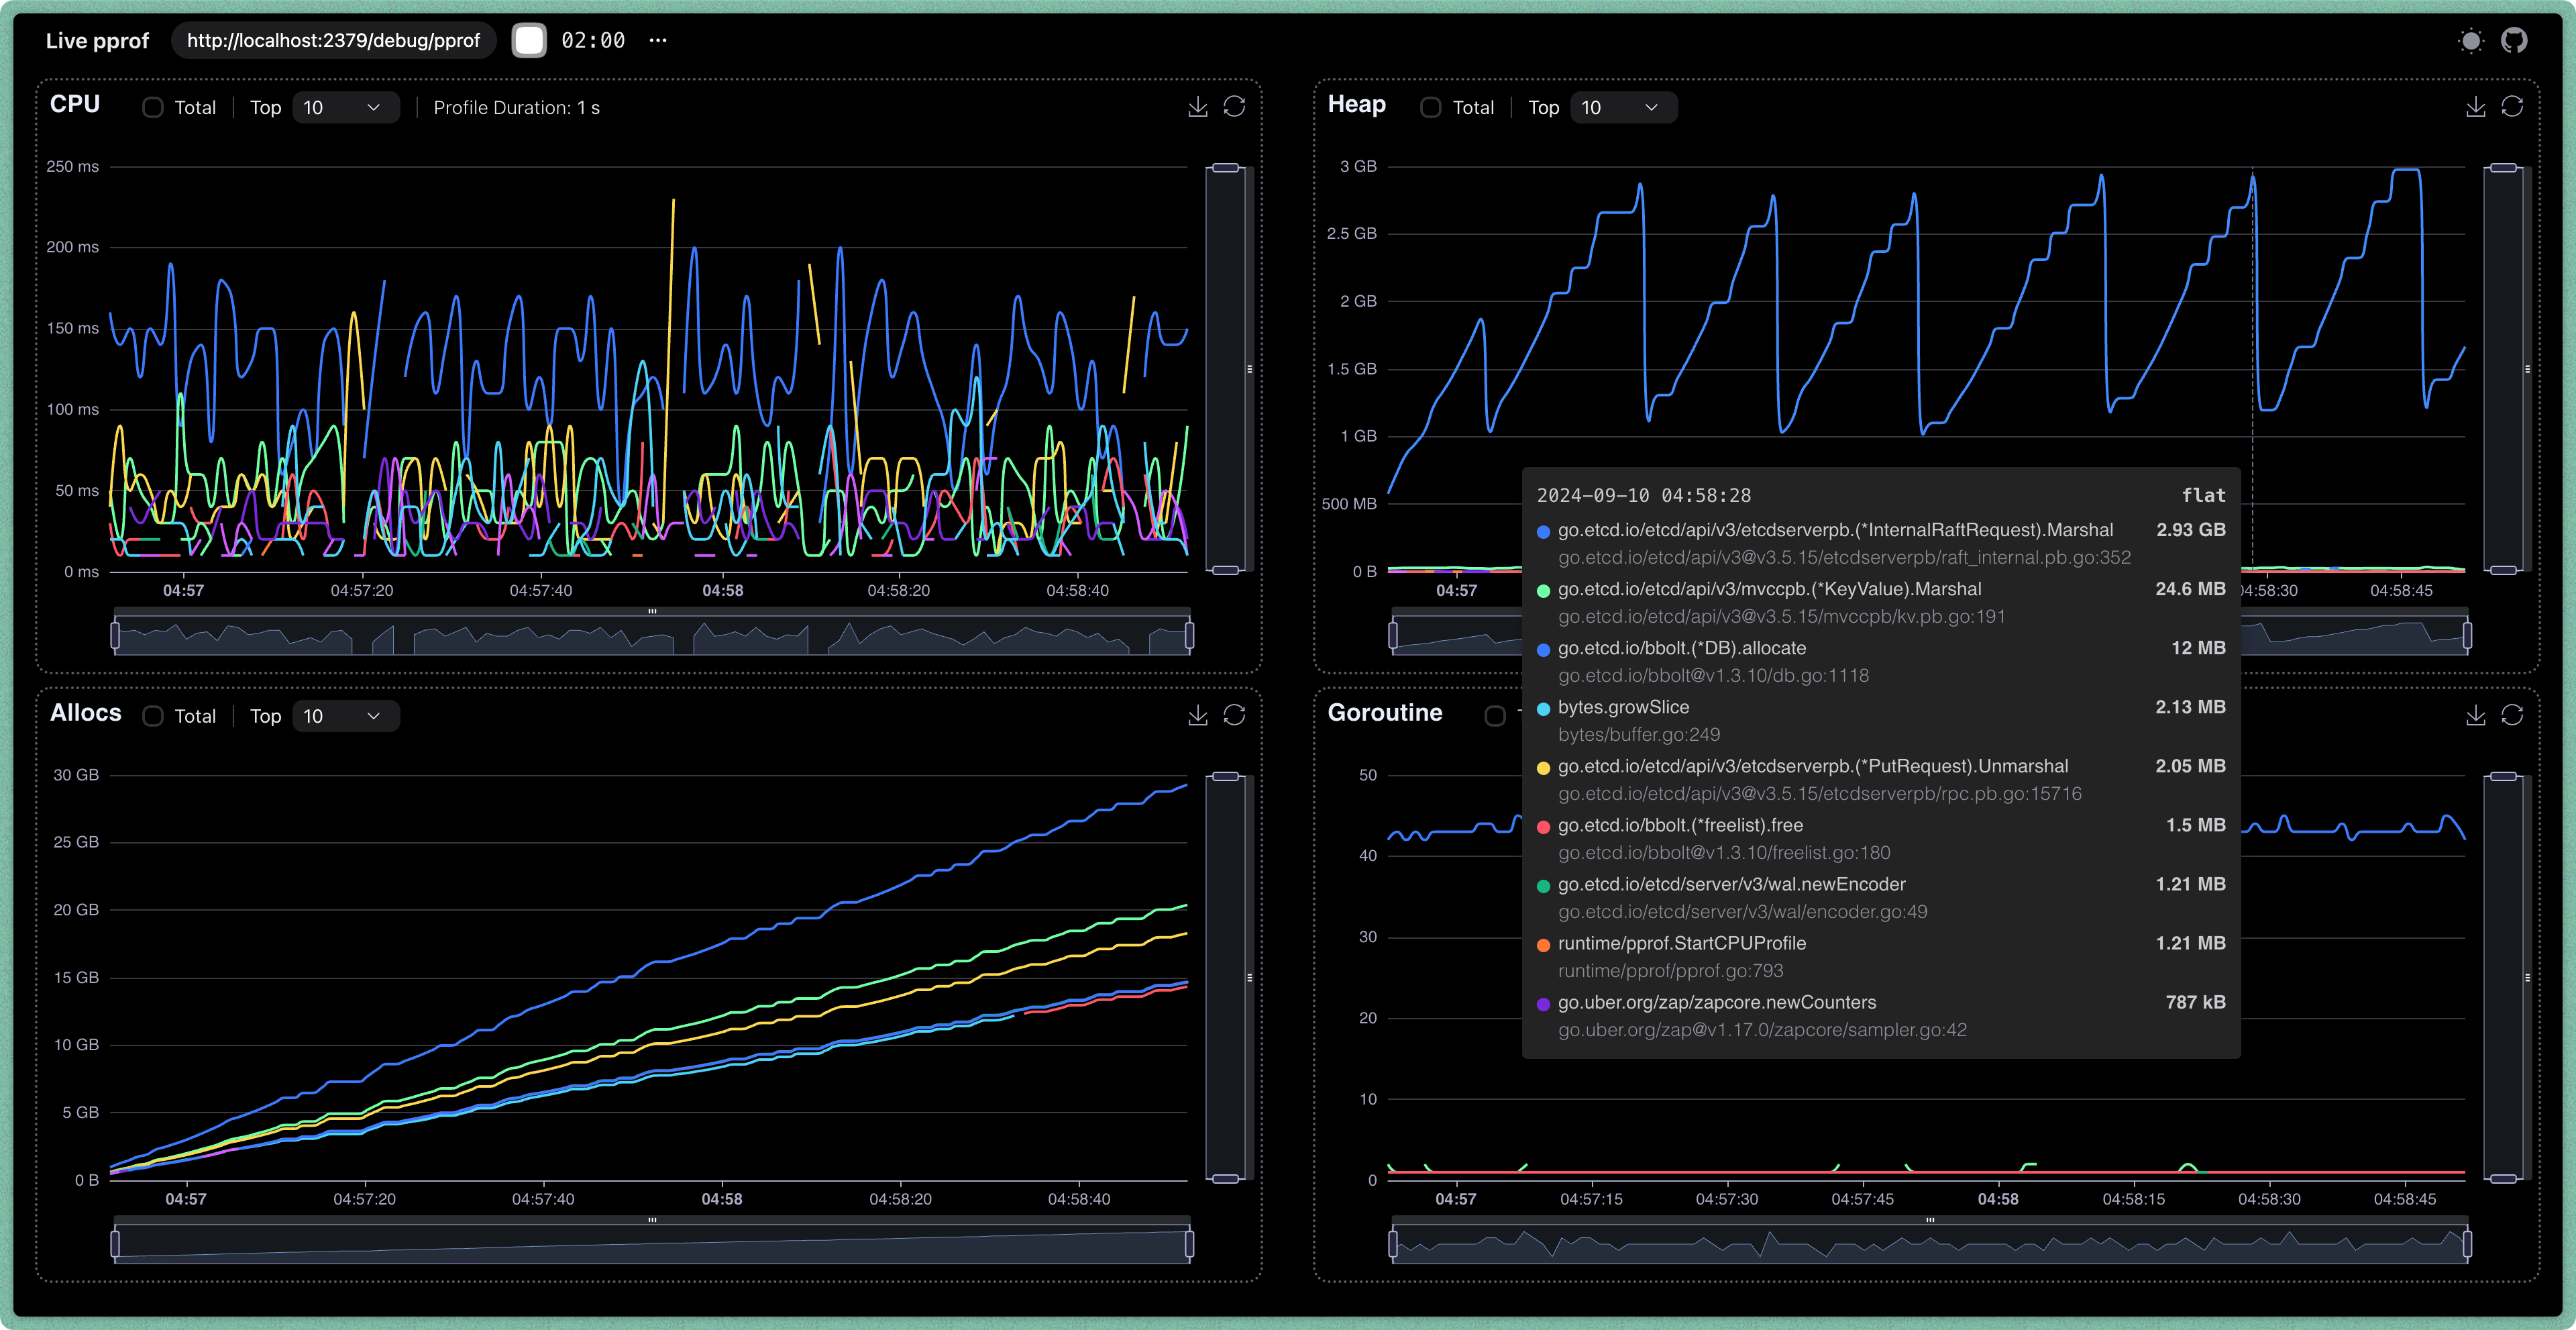 Live pprof http://localhost:2379/debug/pprof 02:00 ···
CPU Total Top 10 Profile Duration: 1 s
250 ms
200 ms
150 ms
100 ms
50 ms
0 ms
04:57 04:57:20 04:57:40 04:58 04:58:20 04:58:40
Heap Total Top 10
3 GB
2.5 GB
2 GB
1.5 GB
1 GB
500 MB
0 B
04:57 04:58:30 04:58:45
2024-09-10 04:58:28 flat
go.etcd.io/etcd/api/v3/etcdserverpb.(*InternalRaftRequest).Marshal 2.93 GB
go.etcd.io/etcd/api/v3@v3.5.15/etcdserverpb/raft_internal.pb.go:352
go.etcd.io/etcd/api/v3/mvccpb.(*KeyValue).Marshal 24.6 MB
go.etcd.io/etcd/api/v3@v3.5.15/mvccpb/kv.pb.go:191
go.etcd.io/bbolt.(*DB).allocate 12 MB
go.etcd.io/bbolt@v1.3.10/db.go:1118
bytes.growSlice 2.13 MB
bytes/buffer.go:249
go.etcd.io/etcd/api/v3/etcdserverpb.(*PutRequest).Unmarshal 2.05 MB
go.etcd.io/etcd/api/v3@v3.5.15/etcdserverpb/rpc.pb.go:15716
go.etcd.io/bbolt.(*freelist).free 1.5 MB
go.etcd.io/bbolt@v1.3.10/freelist.go:180
go.etcd.io/etcd/server/v3/wal.newEncoder 1.21 MB
go.etcd.io/etcd/server/v3/wal/encoder.go:49
runtime/pprof.StartCPUProfile 1.21 MB
runtime/pprof/pprof.go:793
go.uber.org/zap/zapcore.newCounters 787 kB
go.uber.org/zap@v1.17.0/zapcore/sampler.go:42
Allocs Total Top 10
30 GB
25 GB
20 GB
15 GB
10 GB
5 GB
0 B
04:57 04:57:20 04:57:40 04:58 04:58:20 04:58:40
Goroutine
50
40
30
20
10
0
04:57 04:57:15 04:57:30 04:57:45 04:58 04:58:15 04:58:30 04:58:45